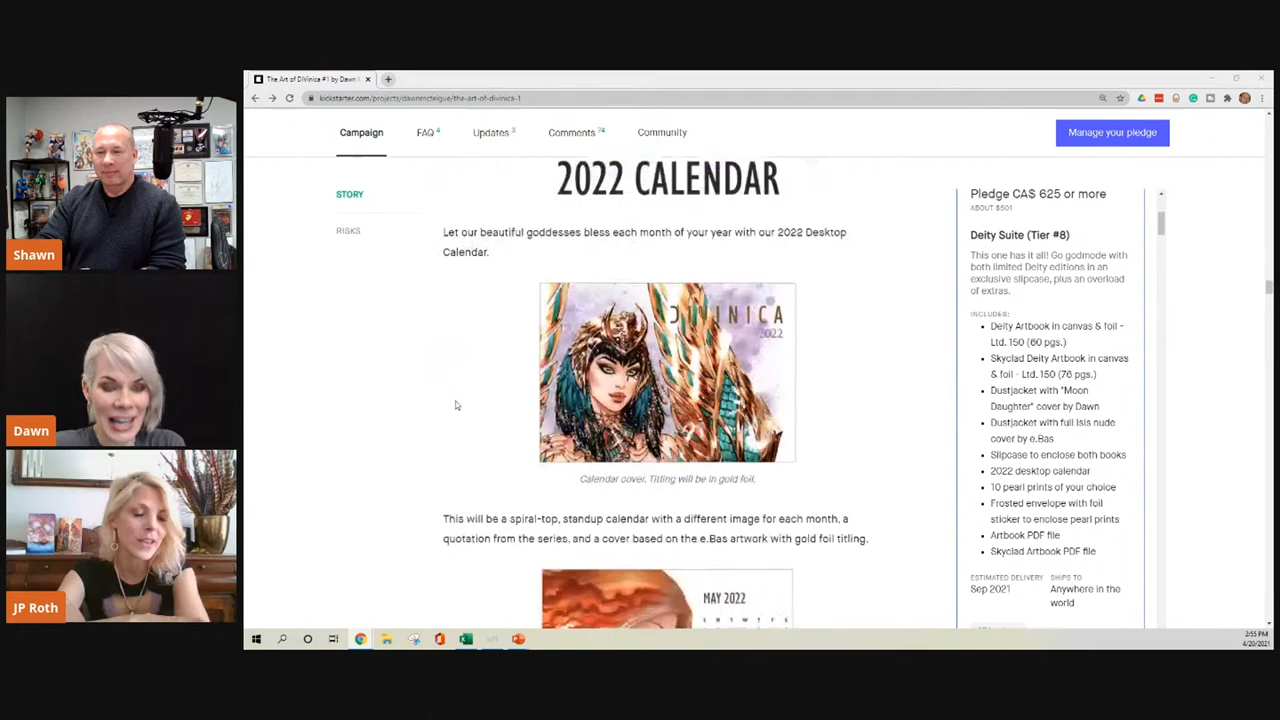 The Art of DiVinica #1 by Dawn
kickstarter.com/projects/dawnmcteigue/the-art-of-divinica-1
Campaign
FAQ 4
Updates 3
Comments 74
Community
Manage your pledge
STORY
RISKS
2022 CALENDAR
Let our beautiful goddesses bless each month of your year with our 2022 Desktop
Calendar.
DIVINICA
2022
Calendar cover. Titling will be in gold foil.
This will be a spiral-top, standup calendar with a different image for each month, a
quotation from the series, and a cover based on the e.Bas artwork with gold foil titling.
MAY 2022
S M T W T F S
Pledge CA$ 625 or more
ABOUT $501
Deity Suite (Tier #8)
This one has it all! Go godmode with
both limited Deity editions in an
exclusive slipcase, plus an overload
of extras.
INCLUDES:
Deity Artbook in canvas & foil -
Ltd. 150 (60 pgs.)
Skyclad Deity Artbook in canvas
& foil - Ltd. 150 (76 pgs.)
Dustjacket with "Moon
Daughter" cover by Dawn
Dustjacket with full Isis nude
cover by e.Bas
Slipcase to enclose both books
2022 desktop calendar
10 pearl prints of your choice
Frosted envelope with foil
sticker to enclose pearl prints
Artbook PDF file
Skyclad Artbook PDF file
ESTIMATED DELIVERY
Sep 2021
SHIPS TO
Anywhere in the
world
Shawn
Dawn
JP Roth
2:55 PM
4/20/2021